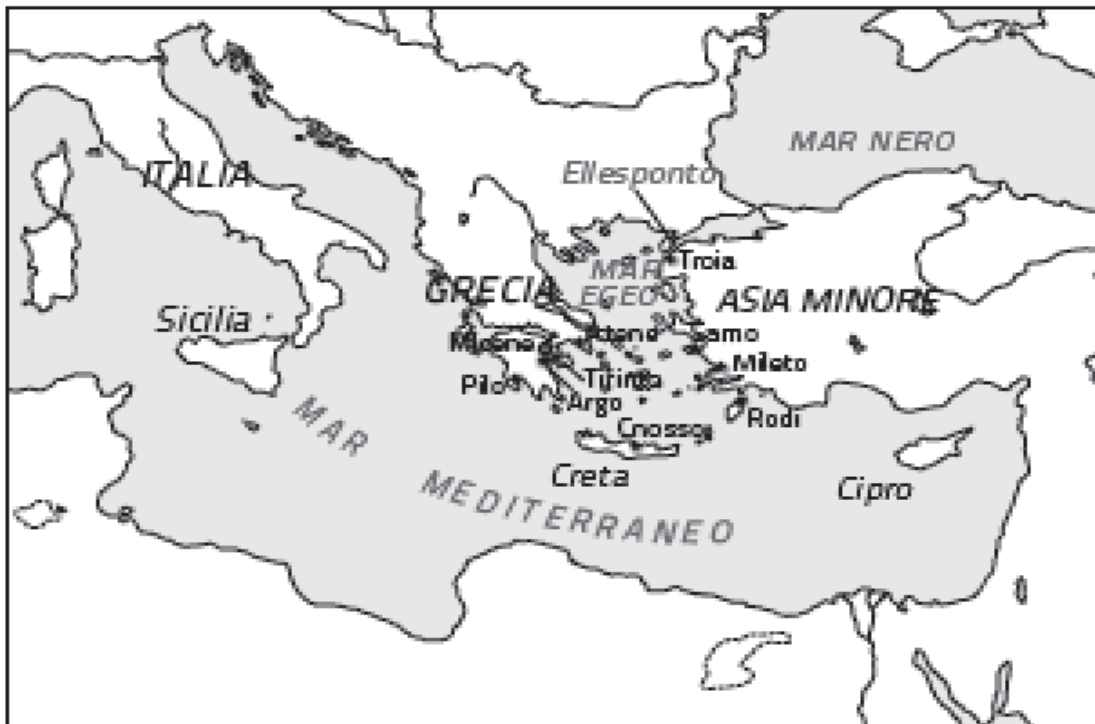 MAR NERO
Ellesponto
ITALIA
Troia
MAR
EGEO
GRECIA
ASIA MINORE
Sicilia
Atene
Samo
Micene
Mileto
Pilo
Tirinto
Argo
Rodi
Cnosso
Creta
Cipro
MAR MEDITERRANEO